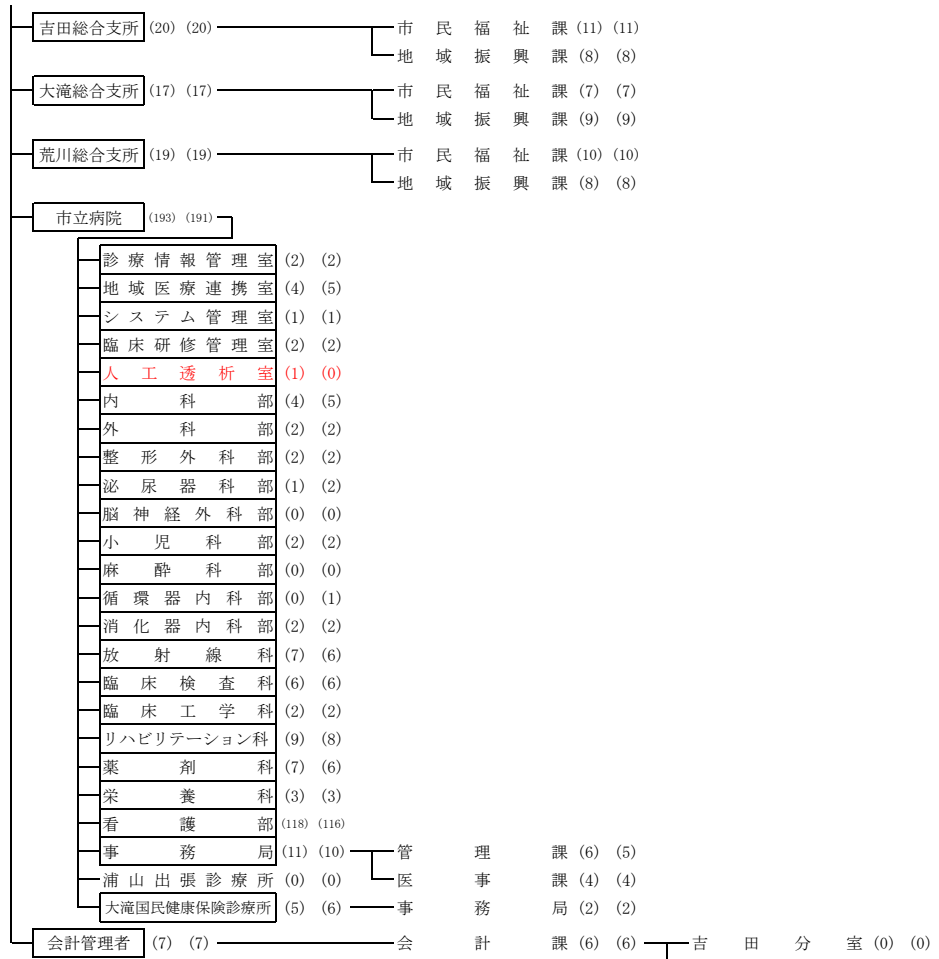 吉田総合支所 (20) (20) 市民福祉課 (11) (11)
地域振興課 (8) (8)
大滝総合支所 (17) (17) 市民福祉課 (7) (7)
地域振興課 (9) (9)
荒川総合支所 (19) (19) 市民福祉課 (10) (10)
地域振興課 (8) (8)
市立病院 (193) (191)
診療情報管理室 (2) (2)
地域医療連携室 (4) (5)
システム管理室 (1) (1)
臨床研修管理室 (2) (2)
人工透析室 (1) (0)
内科部 (4) (5)
外科部 (2) (2)
整形外科部 (2) (2)
泌尿器科部 (1) (2)
脳神経外科部 (0) (0)
小児科部 (2) (2)
麻酔科部 (0) (0)
循環器内科部 (0) (1)
消化器内科部 (2) (2)
放射線科 (7) (6)
臨床検査科 (6) (6)
臨床工学科 (2) (2)
リハビリテーション科 (9) (8)
薬剤科 (7) (6)
栄養科 (3) (3)
看護部 (118) (116)
事務局 (11) (10) 管理課 (6) (5)
浦山出張診療所 (0) (0) 医事課 (4) (4)
大滝国民健康保険診療所 (5) (6) 事務局 (2) (2)
会計管理者 (7) (7) 会計課 (6) (6) 吉田分室 (0) (0)